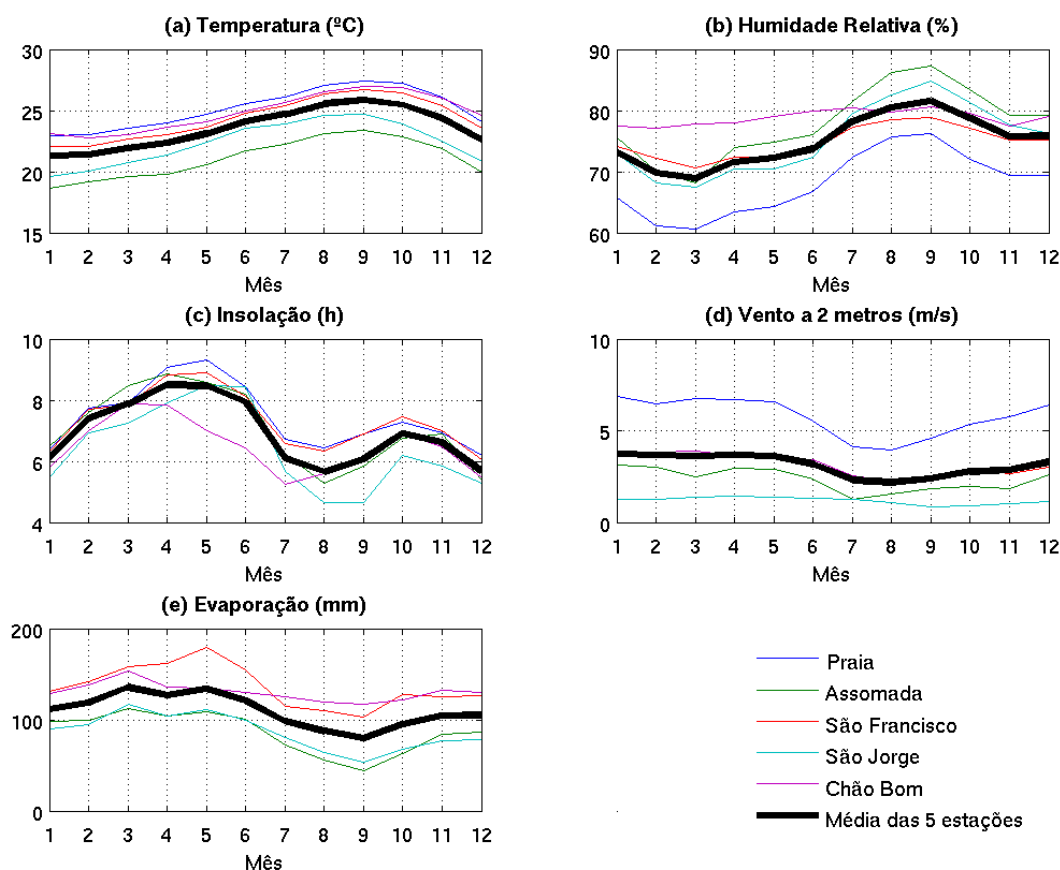 (a) Temperatura (ºC)
30
25
20
15
1 2 3 4 5 6 7 8 9 10 11 12
Mês
(b) Humidade Relativa (%)
90
80
70
60
1 2 3 4 5 6 7 8 9 10 11 12
Mês
(c) Insolação (h)
10
8
6
4
1 2 3 4 5 6 7 8 9 10 11 12
Mês
(d) Vento a 2 metros (m/s)
10
5
0
1 2 3 4 5 6 7 8 9 10 11 12
Mês
(e) Evaporação (mm)
200
100
0
1 2 3 4 5 6 7 8 9 10 11 12
Mês
Praia
Assomada
São Francisco
São Jorge
Chão Bom
Média das 5 estações